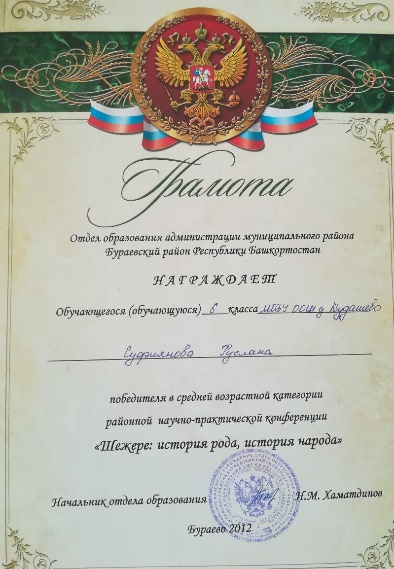 Грамота
Отдел образования администрации муниципального района
Бураевский район Республики Башкортостан
НАГРАЖДАЕТ
Обучающегося (обучающуюся) 6 класса МБОУ ООШ д Кудашево
Суфиянова Руслана
победителя в средней возрастной категории
районной научно-практической конференции
«Шежере: история рода, история народа»
Начальник отдела образования Н.М. Хаматдинов
Бураево 2012